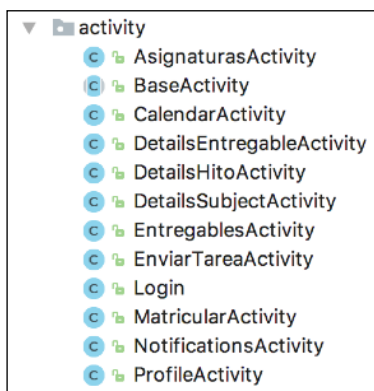 activity
AsignaturasActivity
BaseActivity
CalendarActivity
DetailsEntregableActivity
DetailsHitoActivity
DetailsSubjectActivity
EntregablesActivity
EnviarTareaActivity
Login
MatricularActivity
NotificationsActivity
ProfileActivity